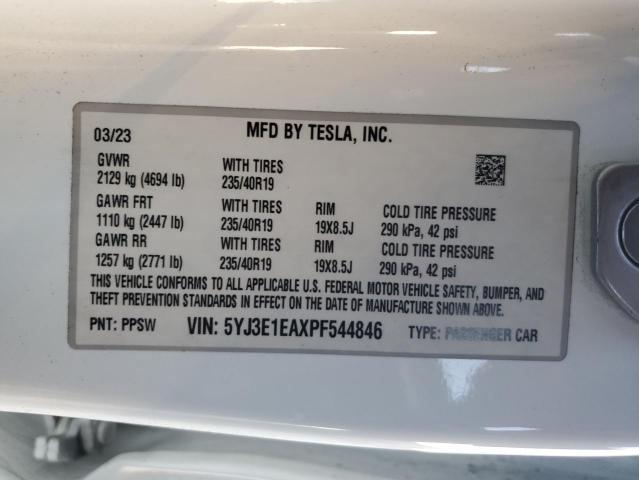 03/23 MFD BY TESLA, INC.
GVWR WITH TIRES
2129 kg (4694 lb) 235/40R19
GAWR FRT WITH TIRES RIM COLD TIRE PRESSURE
1110 kg (2447 lb) 235/40R19 19X8.5J 290 kPa, 42 psi
GAWR RR WITH TIRES RIM COLD TIRE PRESSURE
1257 kg (2771 lb) 235/40R19 19X8.5J 290 kPa, 42 psi
THIS VEHICLE CONFORMS TO ALL APPLICABLE U.S. FEDERAL MOTOR VEHICLE SAFETY, BUMPER, AND
THEFT PREVENTION STANDARDS IN EFFECT ON THE DATE OF MANUFACTURE SHOWN ABOVE.
PNT: PPSW VIN: 5YJ3E1EAXPF544846 TYPE: PASSENGER CAR